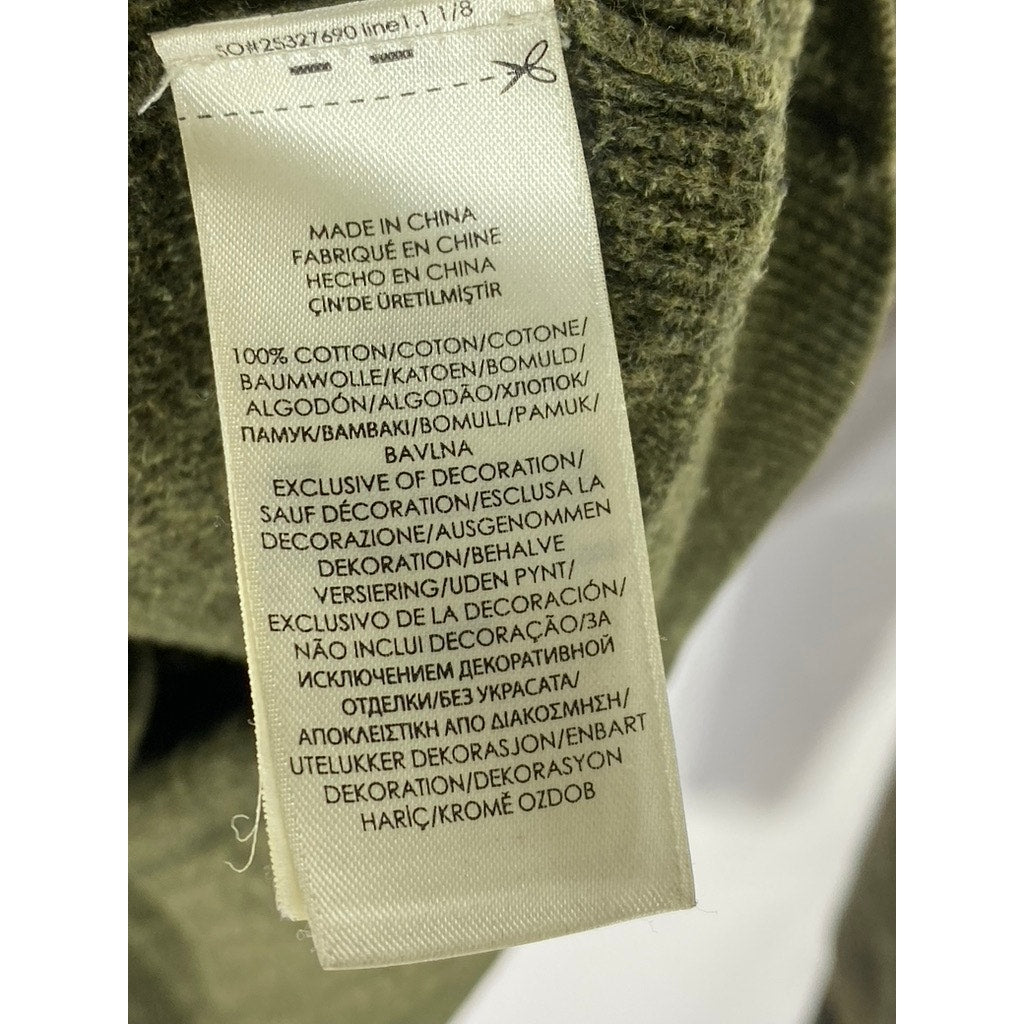 SO#25327690 line1.1 1/8
MADE IN CHINA
FABRIQUÉ EN CHINE
HECHO EN CHINA
ÇİN'DE ÜRETİLMİŞTİR
100% COTTON/COTON/COTONE/
BAUMWOLLE/KATOEN/BOMULD/
ALGODÓN/ALGODÃO/ХЛОПОК/
ПАМУК/ΒΑΜΒΑΚΙ/BOMULL/PAMUK/
BAVLNA
EXCLUSIVE OF DECORATION/
SAUF DÉCORATION/ESCLUSA LA
DECORAZIONE/AUSGENOMMEN
DEKORATION/BEHALVE
VERSIERING/UDEN PYNT/
EXCLUSIVO DE LA DECORACIÓN/
NÃO INCLUI DECORAÇÃO/ЗА
ИСКЛЮЧЕНИЕМ ДЕКОРАТИВНОЙ
ОТДЕЛКИ/БЕЗ УКРАСАТА/
ΑΠΟΚΛΕΙΣΤΙΚΗ ΑΠΟ ΔΙΑΚΟΣΜΗΣΗ/
UTELUKKER DEKORASJON/ENBART
DEKORATION/DEKORASYON
HARİÇ/KROMĚ OZDOB